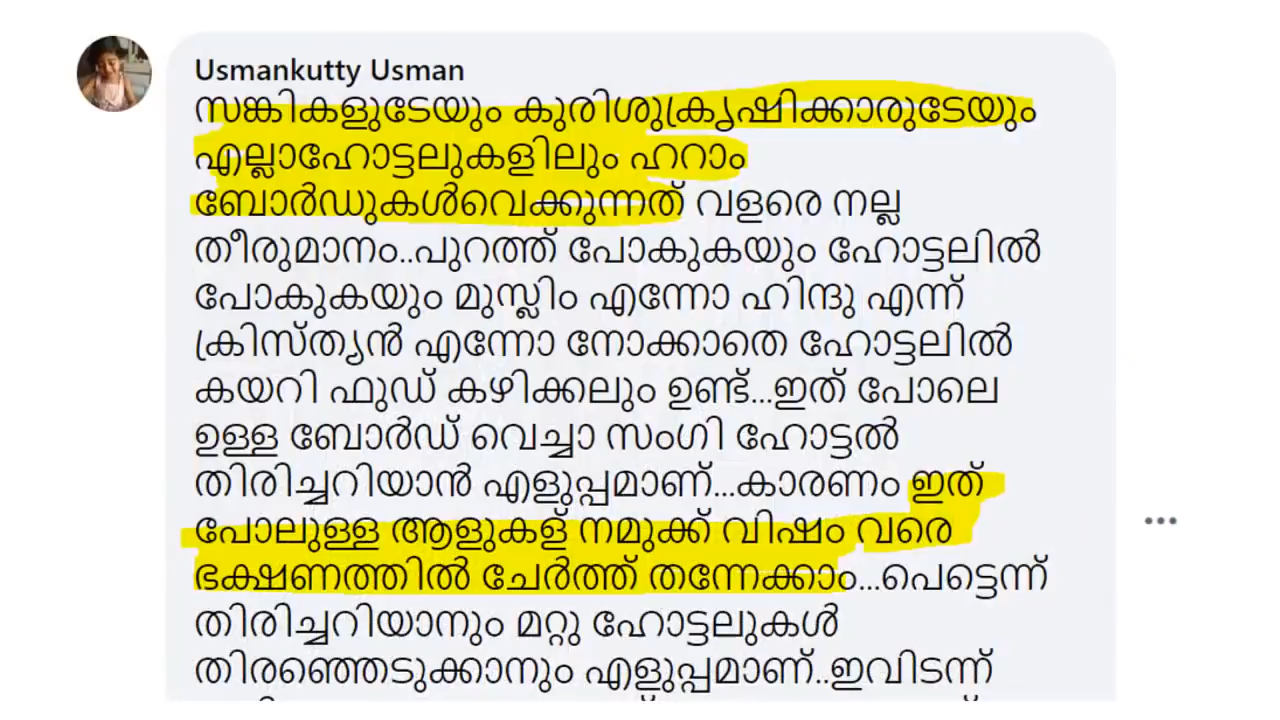 Usmankutty Usman
സങ്കികളുടേയും കുരിശുക്രൃഷിക്കാരുടേയും
എല്ലാഹോട്ടലുകളിലും ഹറാം
ബോർഡുകൾവെക്കുന്നത് വളരെ നല്ല
തീരുമാനം..പുറത്ത് പോകുകയും ഹോട്ടലിൽ
പോകുകയും മുസ്ലിം എന്നോ ഹിന്ദു എന്ന്
ക്രിസ്ത്യൻ എന്നോ നോക്കാതെ ഹോട്ടലിൽ
കയറി ഫുഡ് കഴിക്കലും ഉണ്ട്...ഇത് പോലെ
ഉള്ള ബോർഡ് വെച്ചാ സംഗി ഹോട്ടൽ
തിരിച്ചറിയാൻ എളുപ്പമാണ്...കാരണം ഇത്
പോലുള്ള ആളുകള് നമുക്ക് വിഷം വരെ
ഭക്ഷണത്തിൽ ചേർത്ത് തന്നേക്കാം...പെട്ടെന്ന്
തിരിച്ചറിയാനും മറ്റു ഹോട്ടലുകൾ
തിരഞ്ഞെടുക്കാനും എളുപ്പമാണ്..ഇവിടന്ന്